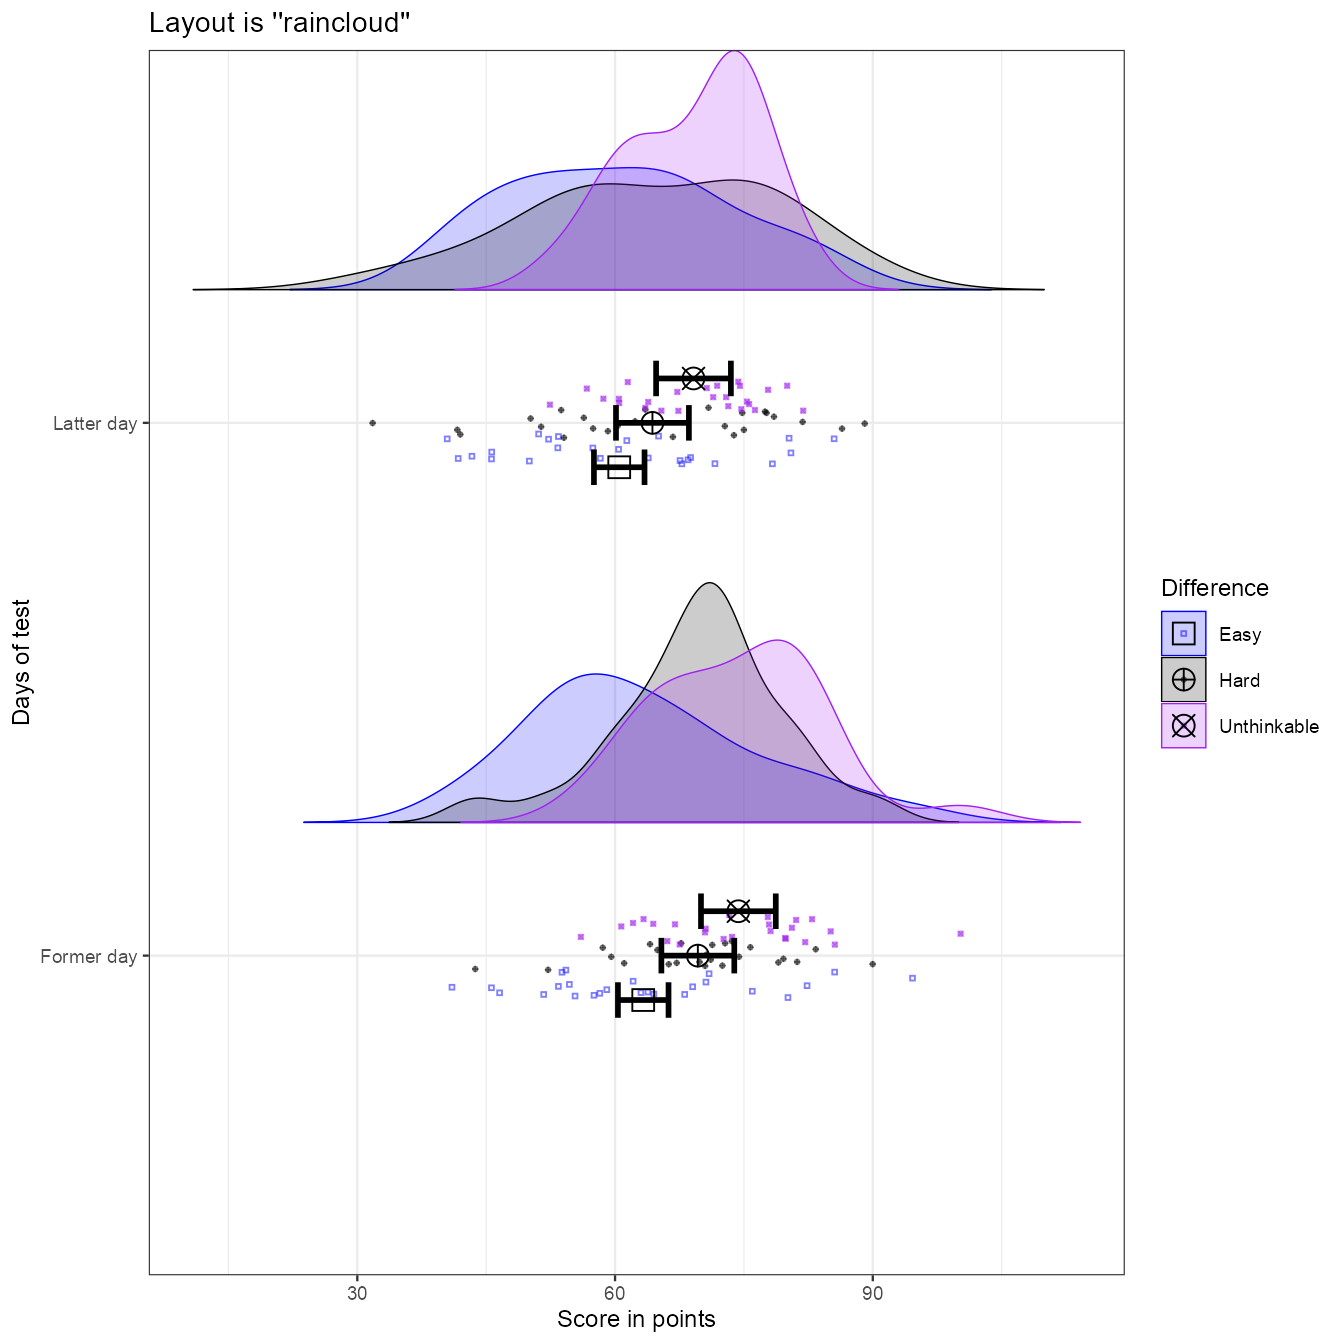 Layout is ''raincloud''
Latter day
Former day
Days of test
30
60
90
Score in points
Difference
Easy
Hard
Unthinkable